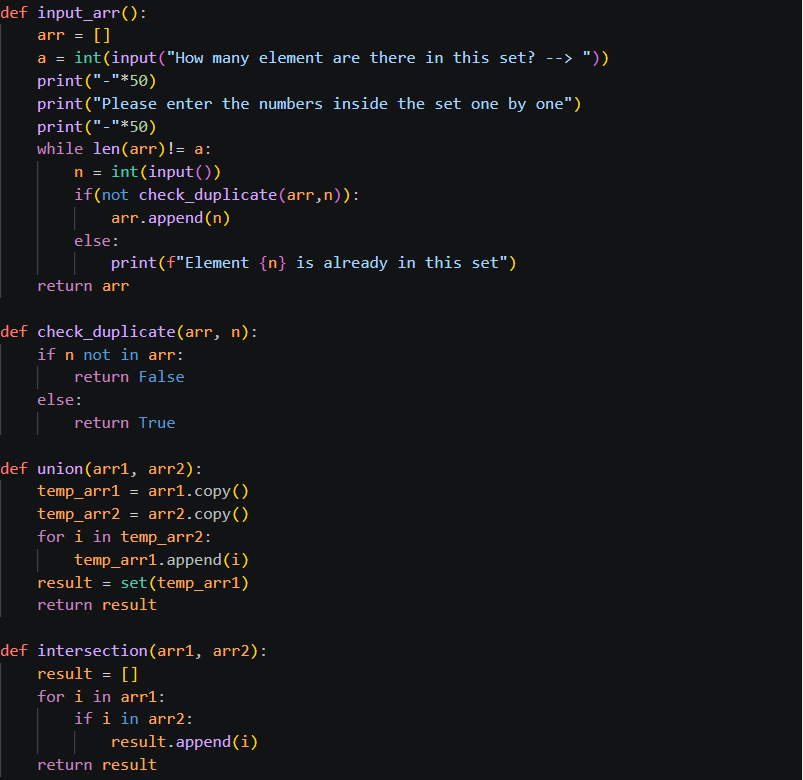 def input_arr():
    arr = []
    a = int(input("How many element are there in this set? --> "))
    print("-"*50)
    print("Please enter the numbers inside the set one by one")
    print("-"*50)
    while len(arr)!= a:
        n = int(input())
        if(not check_duplicate(arr,n)):
            arr.append(n)
        else:
            print(f"Element {n} is already in this set")
    return arr

def check_duplicate(arr, n):
    if n not in arr:
        return False
    else:
        return True

def union(arr1, arr2):
    temp_arr1 = arr1.copy()
    temp_arr2 = arr2.copy()
    for i in temp_arr2:
        temp_arr1.append(i)
    result = set(temp_arr1)
    return result

def intersection(arr1, arr2):
    result = []
    for i in arr1:
        if i in arr2:
            result.append(i)
    return result